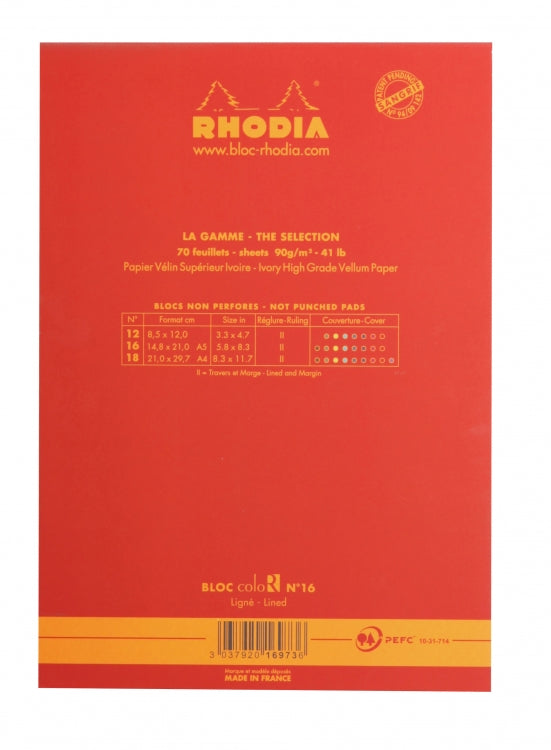 PATENT PENDING
SANGRIF
N° 94/09 242
®
RHODIA
www.bloc-rhodia.com
LA GAMME - THE SELECTION
70 feuillets - sheets 90g/m² - 41 lb
Papier Vélin Supérieur Ivoire - Ivory High Grade Vellum Paper
BLOCS NON PERFORES - NOT PUNCHED PADS
N° Format cm Size in Réglure-Ruling Couverture-Cover
12 8,5 x 12,0 3.3 x 4.7 II
16 14,8 x 21,0 A5 5.8 x 8.3 II
18 21,0 x 29,7 A4 8.3 x 11.7 II
II = Travers et Marge - Lined and Margin
BLOC coloR N°16
Ligné - Lined
3 037920 169736
PEFC 10-31-714
Marque et modèle déposés
MADE IN FRANCE